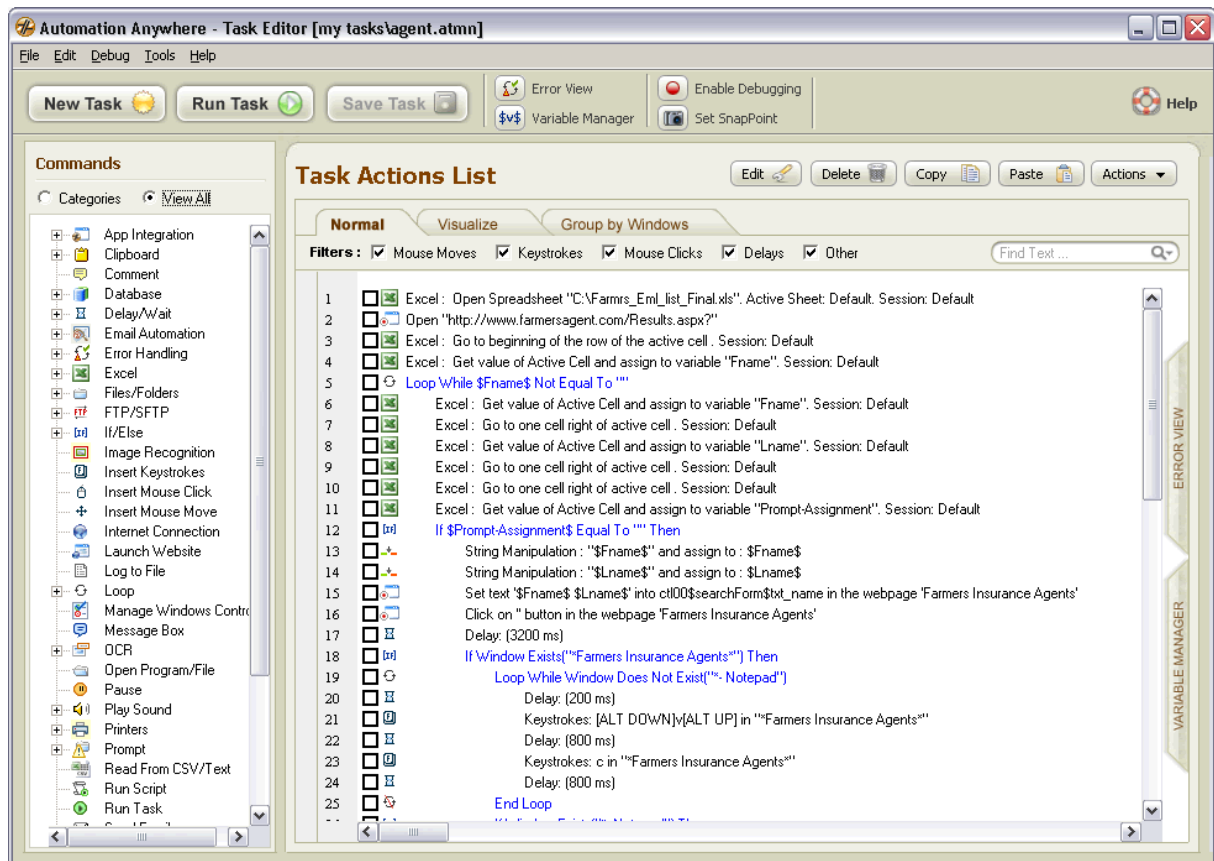 Automation Anywhere - Task Editor [my tasks\agent.atmn]
File Edit Debug Tools Help
New Task Run Task Save Task
Error View
$v$ Variable Manager
Enable Debugging
Set SnapPoint
Help
Commands
Categories View All
App Integration
Clipboard
Comment
Database
Delay/Wait
Email Automation
Error Handling
Excel
Files/Folders
FTP FTP/SFTP
If/Else
Image Recognition
Insert Keystrokes
Insert Mouse Click
Insert Mouse Move
Internet Connection
Launch Website
Log to File
Loop
Manage Windows Contro
Message Box
OCR
Open Program/File
Pause
Play Sound
Printers
Prompt
Read From CSV/Text
Run Script
Run Task
Task Actions List
Edit Delete Copy Paste Actions
Normal Visualize Group by Windows
Filters : Mouse Moves Keystrokes Mouse Clicks Delays Other Find Text ...
1 Excel : Open Spreadsheet "C:\Farmrs_Eml_list_Final.xls". Active Sheet: Default. Session: Default
2 Open "http://www.farmersagent.com/Results.aspx?"
3 Excel : Go to beginning of the row of the active cell . Session: Default
4 Excel : Get value of Active Cell and assign to variable "Fname". Session: Default
5 Loop While $Fname$ Not Equal To ""
6 Excel : Get value of Active Cell and assign to variable "Fname". Session: Default
7 Excel : Go to one cell right of active cell . Session: Default
8 Excel : Get value of Active Cell and assign to variable "Lname". Session: Default
9 Excel : Go to one cell right of active cell . Session: Default
10 Excel : Go to one cell right of active cell . Session: Default
11 Excel : Get value of Active Cell and assign to variable "Prompt-Assignment". Session: Default
12 If $Prompt-Assignment$ Equal To "" Then
13 String Manipulation : "$Fname$" and assign to : $Fname$
14 String Manipulation : "$Lname$" and assign to : $Lname$
15 Set text '$Fname$ $Lname$' into ctl00$searchForm$txt_name in the webpage 'Farmers Insurance Agents'
16 Click on '' button in the webpage 'Farmers Insurance Agents'
17 Delay: (3200 ms)
18 If Window Exists("*Farmers Insurance Agents*") Then
19 Loop While Window Does Not Exist("*- Notepad")
20 Delay: (200 ms)
21 Keystrokes: [ALT DOWN]v[ALT UP] in "*Farmers Insurance Agents*"
22 Delay: (800 ms)
23 Keystrokes: c in "*Farmers Insurance Agents*"
24 Delay: (800 ms)
25 End Loop
ERROR VIEW
VARIABLE MANAGER